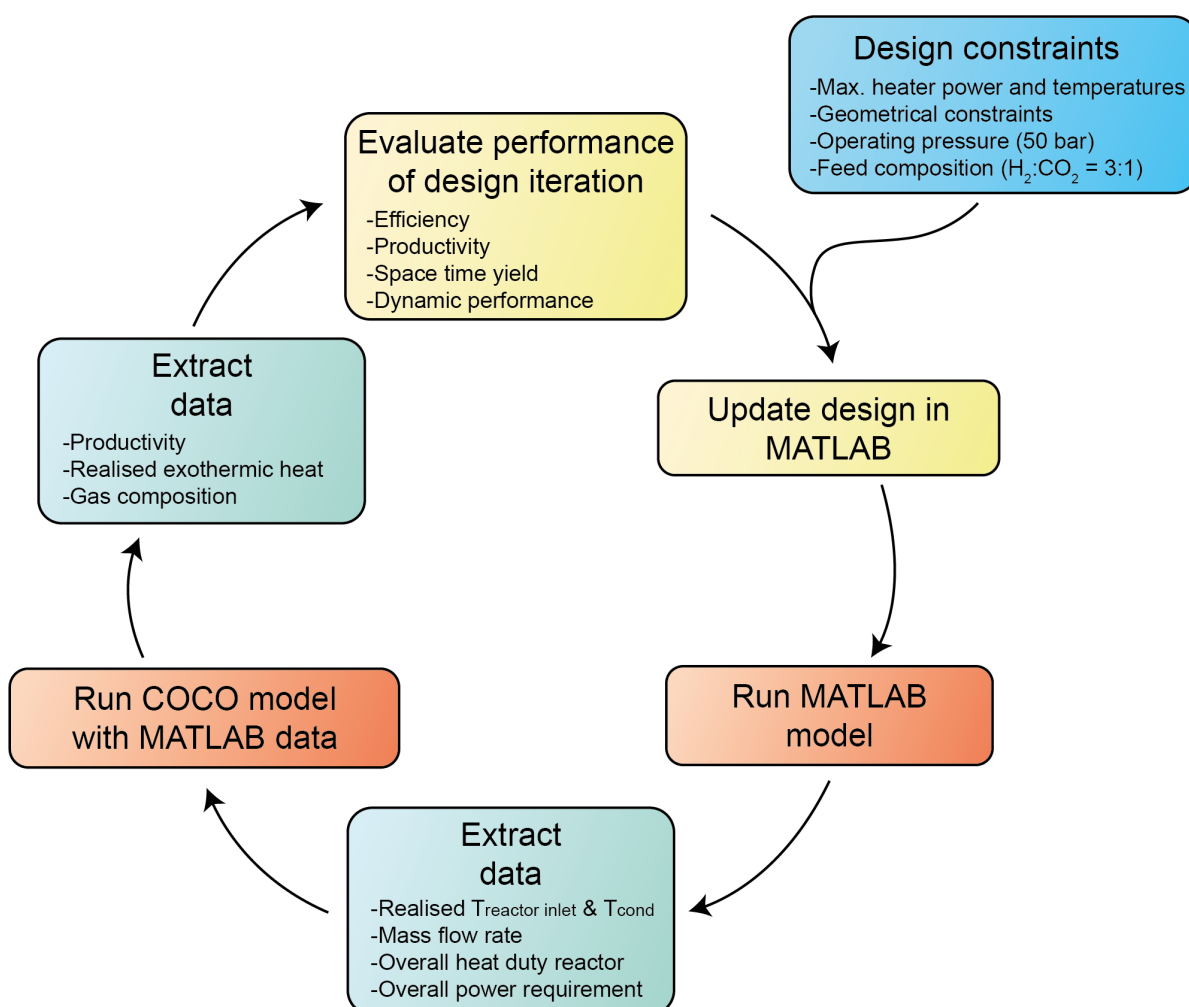 Design constraints
-Max. heater power and temperatures
-Geometrical constraints
-Operating pressure (50 bar)
-Feed composition (H₂:CO₂ = 3:1)
Evaluate performance
of design iteration
-Efficiency
-Productivity
-Space time yield
-Dynamic performance
Update design in
MATLAB
Run MATLAB
model
Extract
data
-Realised Treactor inlet & Tcond
-Mass flow rate
-Overall heat duty reactor
-Overall power requirement
Run COCO model
with MATLAB data
Extract
data
-Productivity
-Realised exothermic heat
-Gas composition